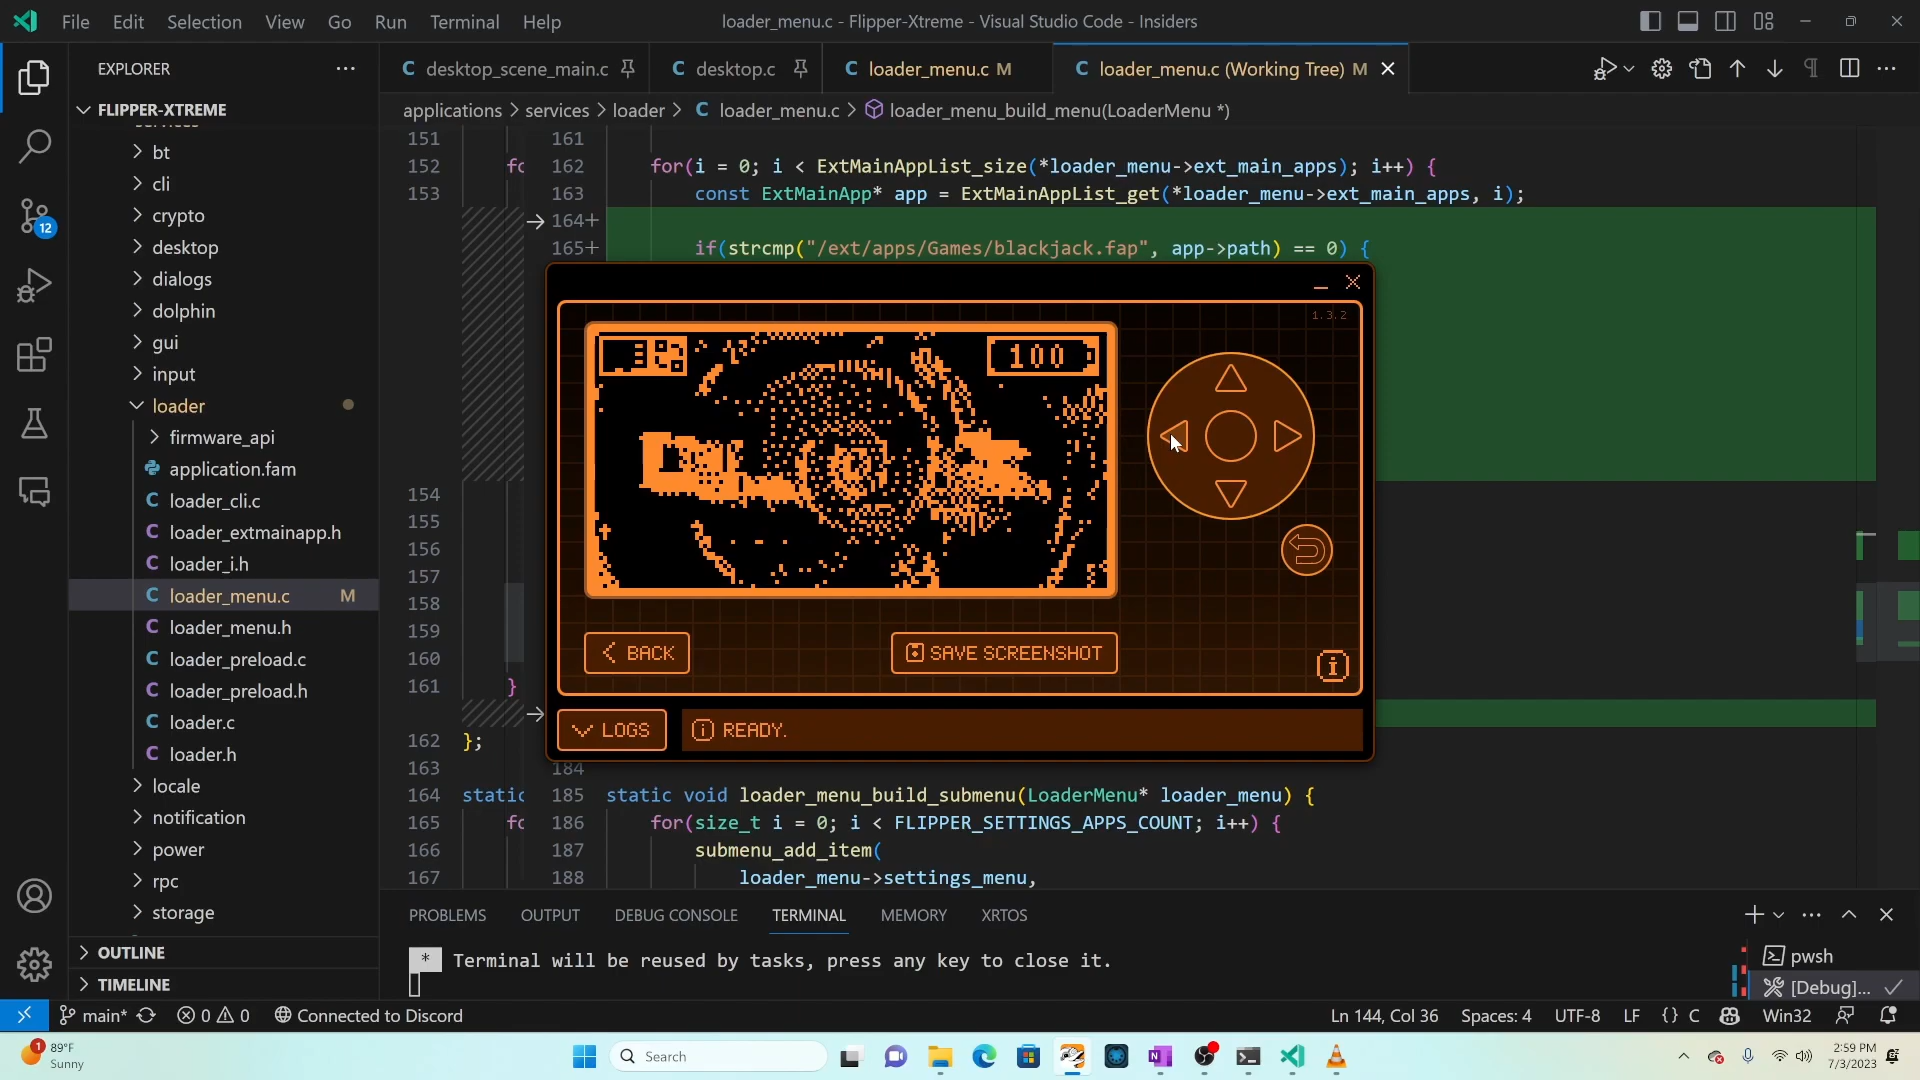 File Edit Selection View Go Run Terminal Help
loader_menu.c - Flipper-Xtreme - Visual Studio Code - Insiders
EXPLORER
FLIPPER-XTREME
services
bt
cli
crypto
desktop
dialogs
dolphin
gui
input
loader
firmware_api
application.fam
loader_cli.c
loader_extmainapp.h
loader_i.h
loader_menu.c M
loader_menu.h
loader_preload.c
loader_preload.h
loader.c
loader.h
locale
notification
power
rpc
storage
OUTLINE
TIMELINE
12
C desktop_scene_main.c
C desktop.c
C loader_menu.c M
C loader_menu.c (Working Tree) M
applications > services > loader > C loader_menu.c > loader_menu_build_menu(LoaderMenu *)
151 161
152 fo 162 for(i = 0; i < ExtMainAppList_size(*loader_menu->ext_main_apps); i++) {
153 163 const ExtMainApp* app = ExtMainAppList_get(*loader_menu->ext_main_apps, i);
164+
165+ if(strcmp("/ext/apps/Games/blackjack.fap", app->path) == 0) {
154
155
156
157
158
159
160
161 }
162 };
163 184
164 static 185 static void loader_menu_build_submenu(LoaderMenu* loader_menu) {
165 fo 186 for(size_t i = 0; i < FLIPPER_SETTINGS_APPS_COUNT; i++) {
166 187 submenu_add_item(
167 188 loader_menu->settings_menu,
1.3.2
100
BACK
SAVE SCREENSHOT
LOGS
READY.
PROBLEMS OUTPUT DEBUG CONSOLE TERMINAL MEMORY XRTOS
* Terminal will be reused by tasks, press any key to close it.
pwsh
[Debug]...
main* 0 0 Connected to Discord
Ln 144, Col 36 Spaces: 4 UTF-8 LF {} C Win32
1
89°F
Sunny
Search
2:59 PM
7/3/2023